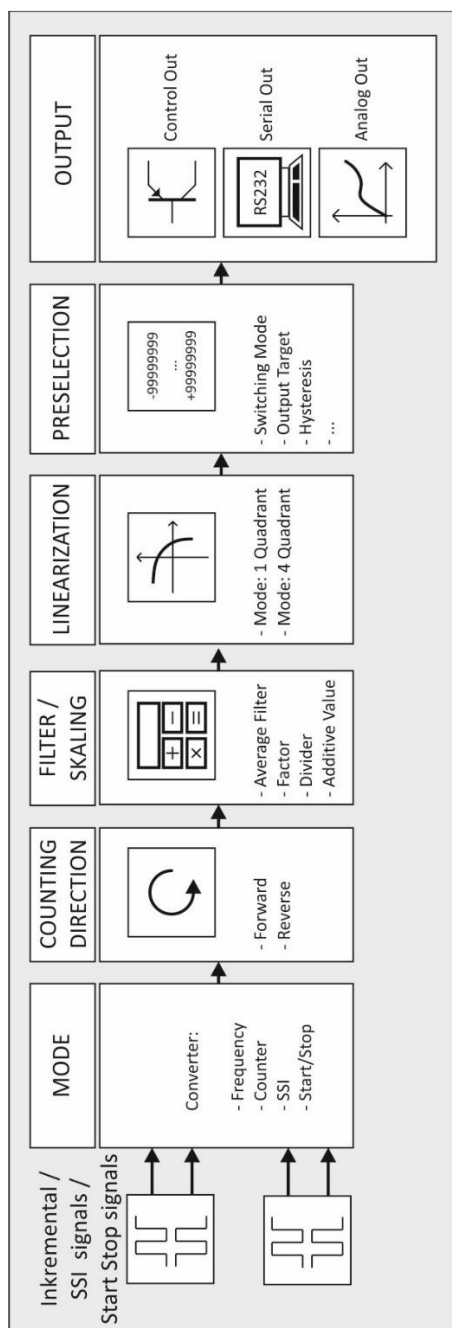 Inkremental /
SSI signals /
Start Stop signals
MODE
Converter:
- Frequency
- Counter
- SSI
- Start/Stop
COUNTING
DIRECTION
- Forward
- Reverse
FILTER /
SKALING
+ −
× =
- Average Filter
- Factor
- Divider
- Additive Value
LINEARIZATION
- Mode: 1 Quadrant
- Mode: 4 Quadrant
PRESELECTION
-99999999
...
+99999999
- Switching Mode
- Output Target
- Hysteresis
- ...
OUTPUT
Control Out
RS232
Serial Out
Analog Out